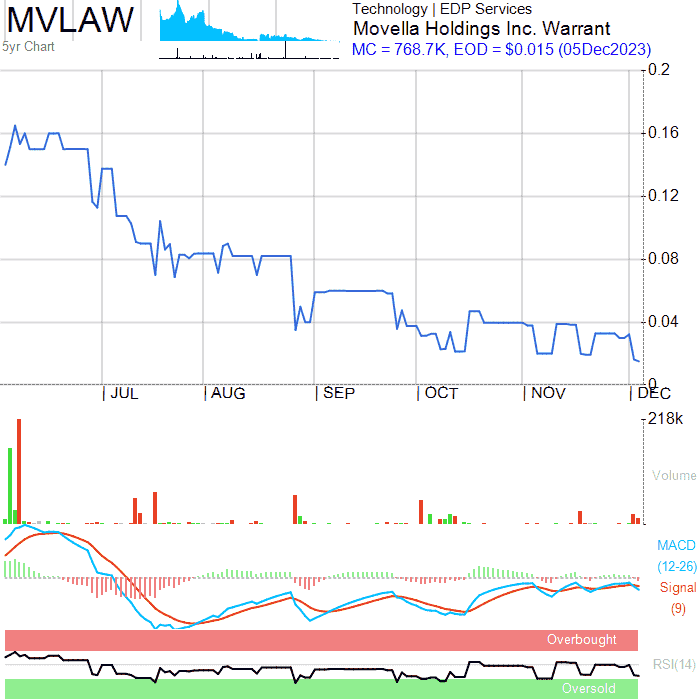 MVLAW
5yr Chart
Technology | EDP Services
Movella Holdings Inc. Warrant
MC = 768.7K, EOD = $0.015 (05Dec2023)
0.2
0.16
0.12
0.08
0.04
0
JUL
AUG
SEP
OCT
NOV
DEC
218k
Volume
MACD
(12-26)
Signal
(9)
Overbought
RSI(14)
Oversold